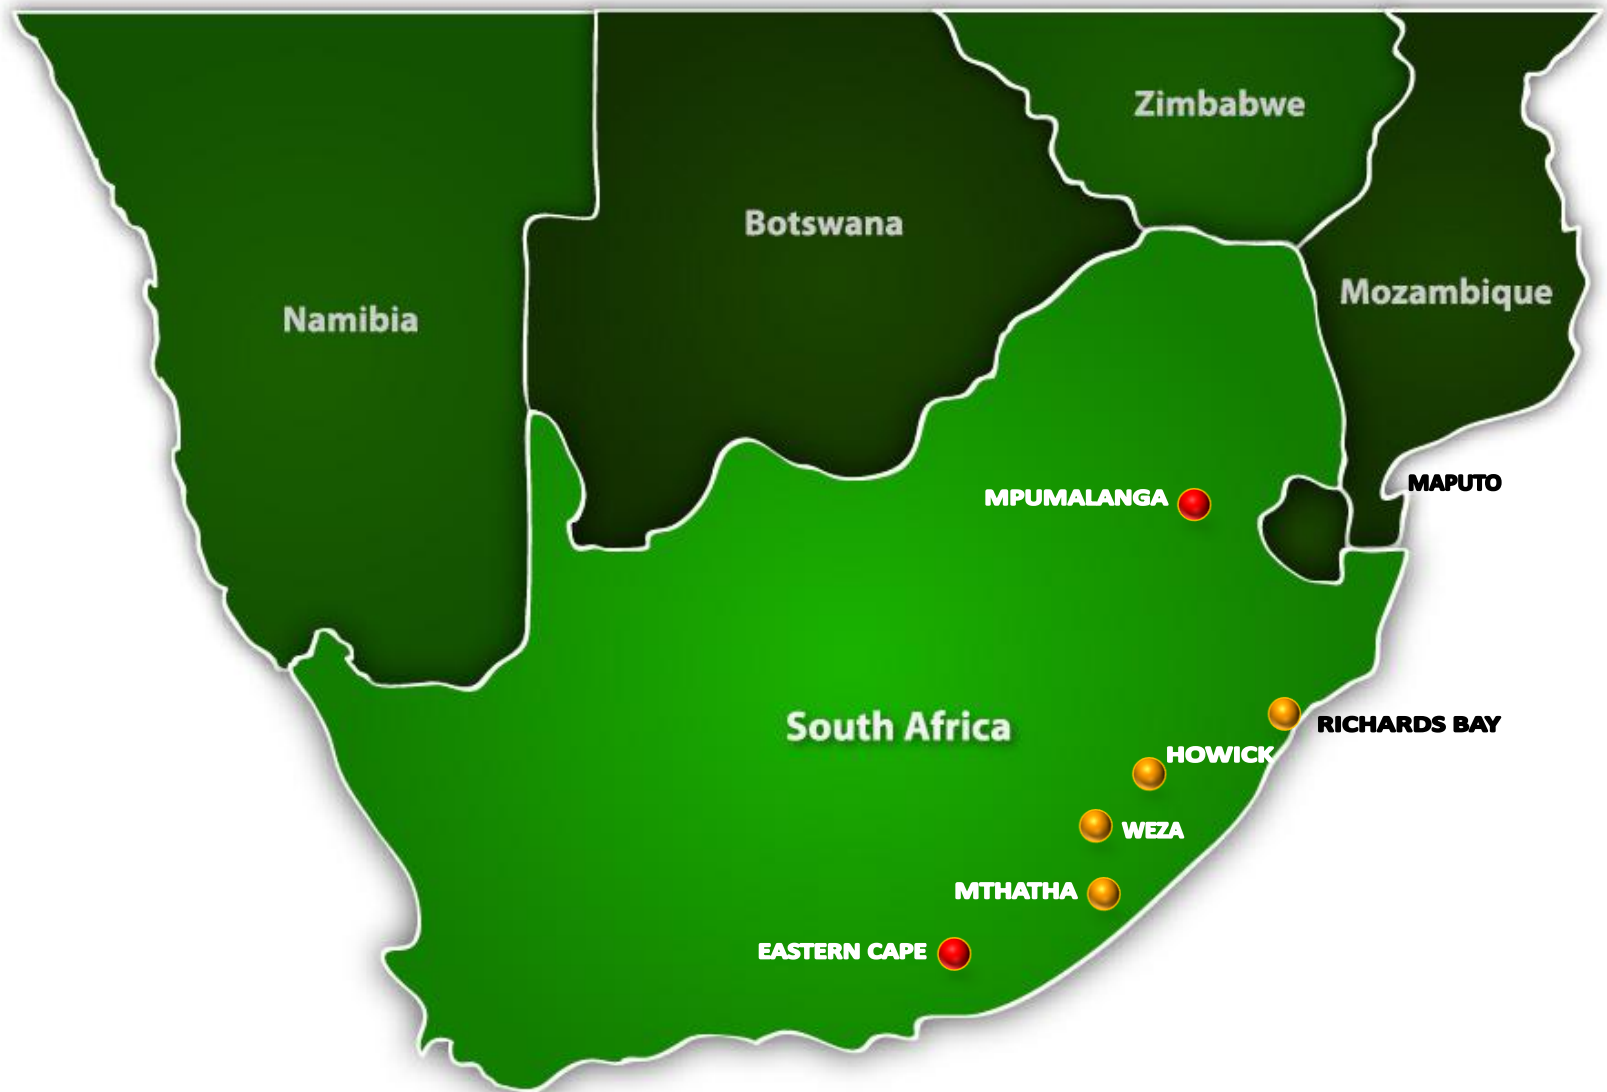 Zimbabwe
Botswana
Mozambique
Namibia
MAPUTO
MPUMALANGA
South Africa
RICHARDS BAY
HOWICK
WEZA
MTHATHA
EASTERN CAPE